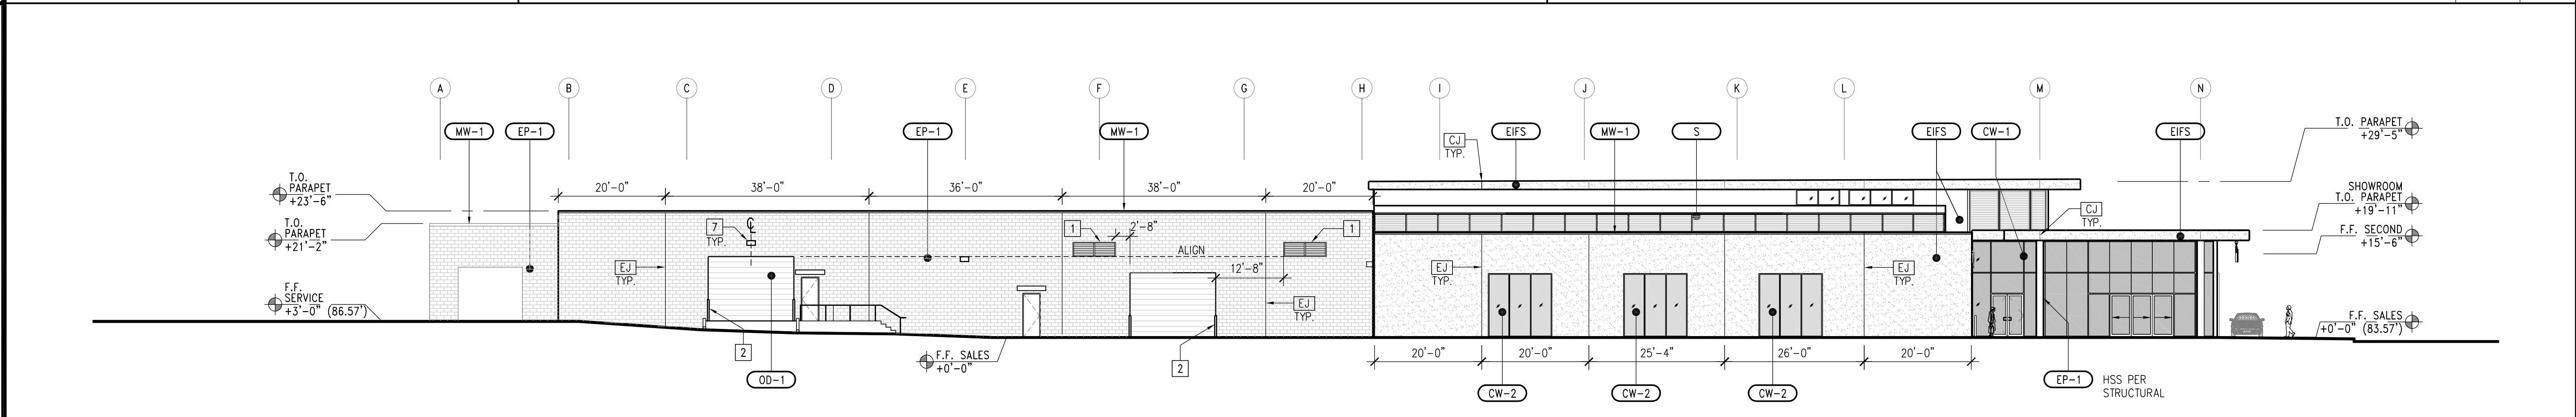 A B C D E F G H I J K L M N
MW-1 EP-1 EP-1 MW-1 EIFS MW-1 S EIFS CW-1 EIFS
T.O. PARAPET
+29'-5"
CJ
TYP.
T.O.
PARAPET
+23'-6"
20'-0" 38'-0" 36'-0" 38'-0" 20'-0"
SHOWROOM
T.O. PARAPET
+19'-11"
CJ
TYP.
T.O.
PARAPET
+21'-2"
7
TYP.
CL
1
2'-8"
1
F.F. SECOND
+15'-6"
ALIGN
EJ
TYP.
12'-8"
EJ
TYP.
EJ
TYP.
EJ
TYP.
F.F.
SERVICE
+3'-0" (86.57')
F.F. SALES
+0'-0" (83.57')
2
OD-1
F.F. SALES
+0'-0"
2
20'-0" 20'-0" 25'-4" 26'-0" 20'-0"
CW-2 CW-2 CW-2
EP-1 HSS PER
STRUCTURAL